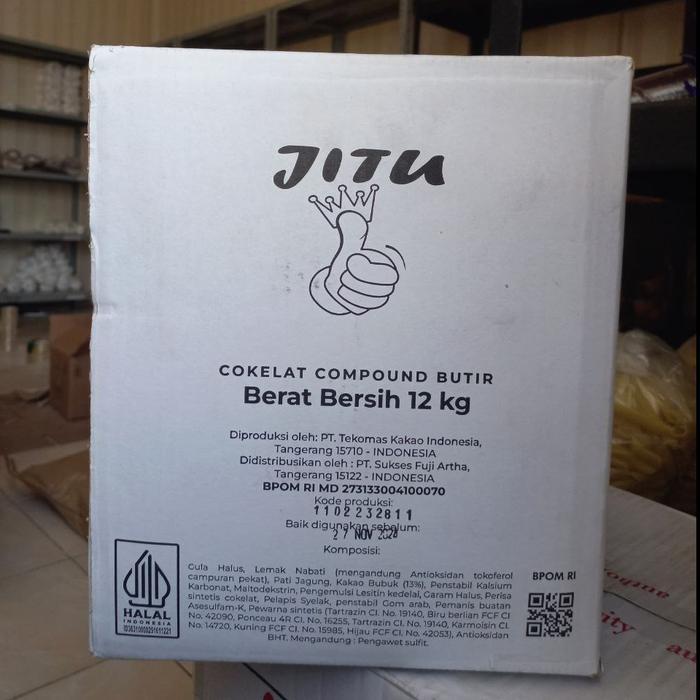 JITU
COKELAT COMPOUND BUTIR
Berat Bersih 12 kg
Diproduksi oleh: PT. Tekomas Kakao Indonesia,
Tangerang 15710 - INDONESIA
Didistribusikan oleh : PT. Sukses Fuji Artha,
Tangerang 15122 - INDONESIA
BPOM RI MD 273133004100070
Kode produksi:
1102232811
Baik digunakan sebelum:
27 NOV
Komposisi:
Gula Halus, Lemak Nabati (mengandung Antioksidan tokoferol
campuran pekat), Pati Jagung, Kakao Bubuk (13%), Penstabil Kalsium
Karbonat, Maltodekstrin, Pengemulsi Lesitin kedelai, Garam Halus, Perisa
sintetis cokelat, Pelapis Syelak, penstabil Gom arab, Pemanis buatan
Asesulfam-K, Pewarna sintetis (Tartrazin CI. No. 19140, Biru berlian FCF CI
No. 42090, Ponceau 4R CI. No. 16255, Tartrazin CI. No. 19140, Karmoisin CI.
No. 14720, Kuning FCF CI. No. 15985, Hijau FCF CI. No. 42053), Antioksidan
BHT. Mengandung : Pengawet sulfit.
HALAL
INDONESIA
BPOM RI